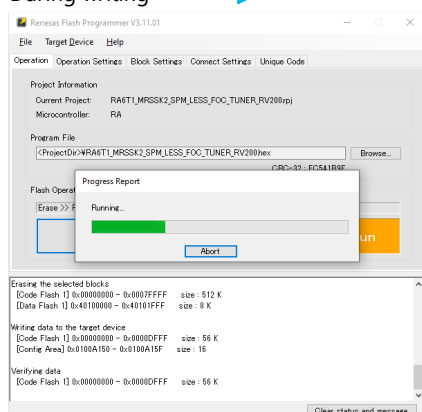 During writing
Renesas Flash Programmer V3.11.01
File Target Device Help
Operation Operation Settings Block Settings Connect Settings Unique Code
Project Information
Current Project: RA6T1_MRSSK2_SPM_LESS_FOC_TUNER_RV200.rpj
Microcontroller: RA
Program File
<ProjectDir>¥RA6T1_MRSSK2_SPM_LESS_FOC_TUNER_RV200.hex Browse...
CRC-32 : EC541B9F
Progress Report
Flash Operat
Erase >> P
Running...
Abort
un
Erasing the selected blocks
[Code Flash 1] 0x00000000 - 0x0007FFFF size : 512 K
[Data Flash 1] 0x40100000 - 0x40101FFF size : 8 K
Writing data to the target device
[Code Flash 1] 0x00000000 - 0x0000DFFF size : 56 K
[Config Area] 0x0100A150 - 0x0100A15F size : 16
Verifying data
[Code Flash 1] 0x00000000 - 0x0000DFFF size : 56 K
Clear status and message